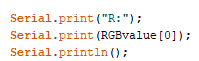 Serial.print("R:");
Serial.print(RGBvalue[0]);
Serial.println();